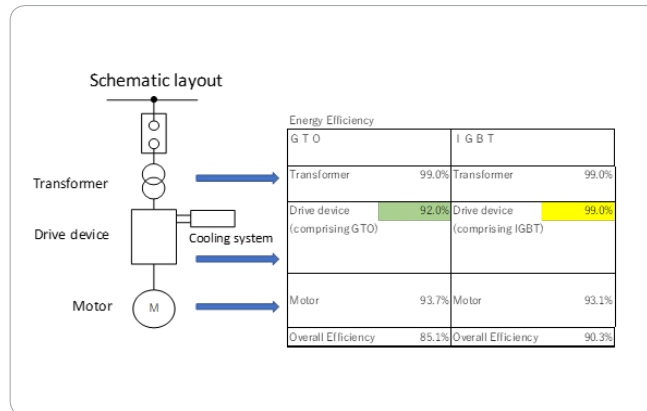 Schematic layout
Energy Efficiency
GTO IGBT
Transformer
Transformer 99.0% Transformer 99.0%
Drive device 92.0% Drive device 99.0%
(comprising GTO) (comprising IGBT)
Drive device
Cooling system
Motor
M
Motor 93.7% Motor 93.1%
Overall Efficiency 85.1% Overall Efficiency 90.3%